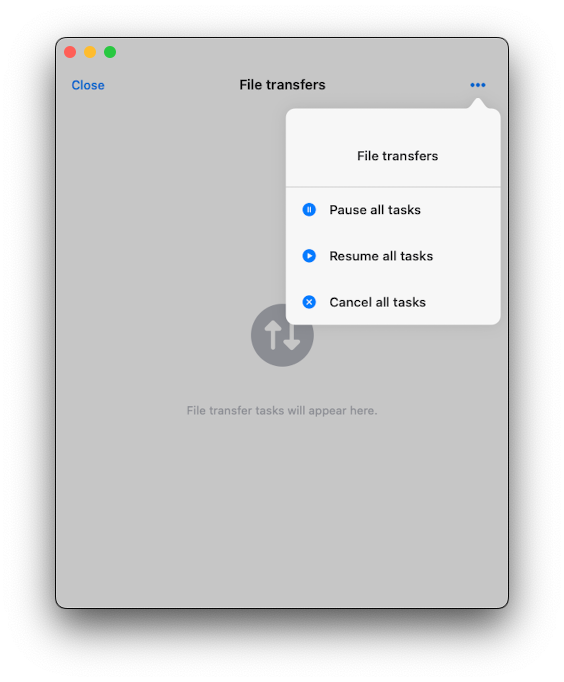 Close
File transfers
File transfers
Pause all tasks
Resume all tasks
Cancel all tasks
File transfer tasks will appear here.